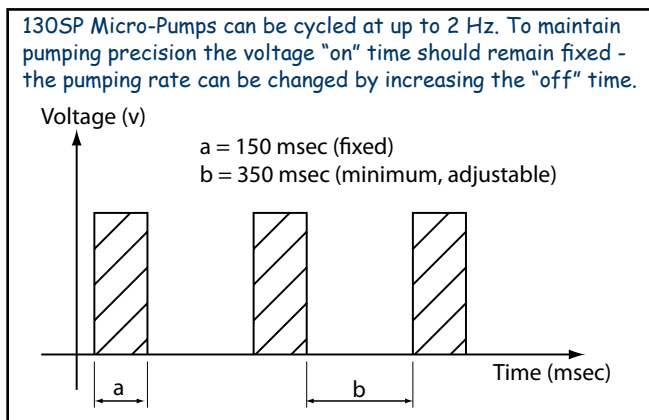 130SP Micro-Pumps can be cycled at up to 2 Hz. To maintain
pumping precision the voltage “on” time should remain fixed -
the pumping rate can be changed by increasing the “off” time.
Voltage (v)
a = 150 msec (fixed)
b = 350 msec (minimum, adjustable)
Time (msec)
a
b